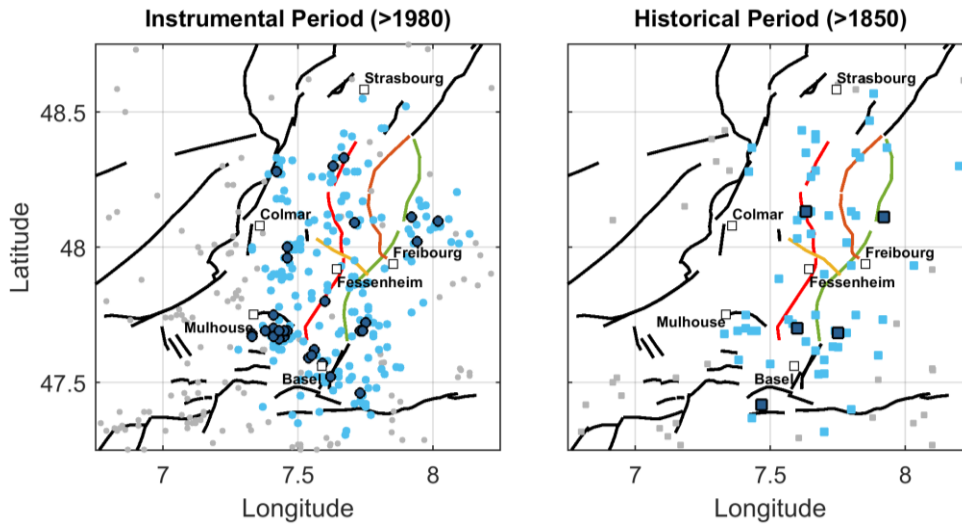 Instrumental Period (>1980)
Historical Period (>1850)
Latitude
48.5
48
47.5
Strasbourg
Colmar
Freibourg
Fessenheim
Mulhouse
Basel
7
7.5
8
Longitude
Strasbourg
Colmar
Freibourg
Fessenheim
Mulhouse
Basel
7
7.5
8
Longitude